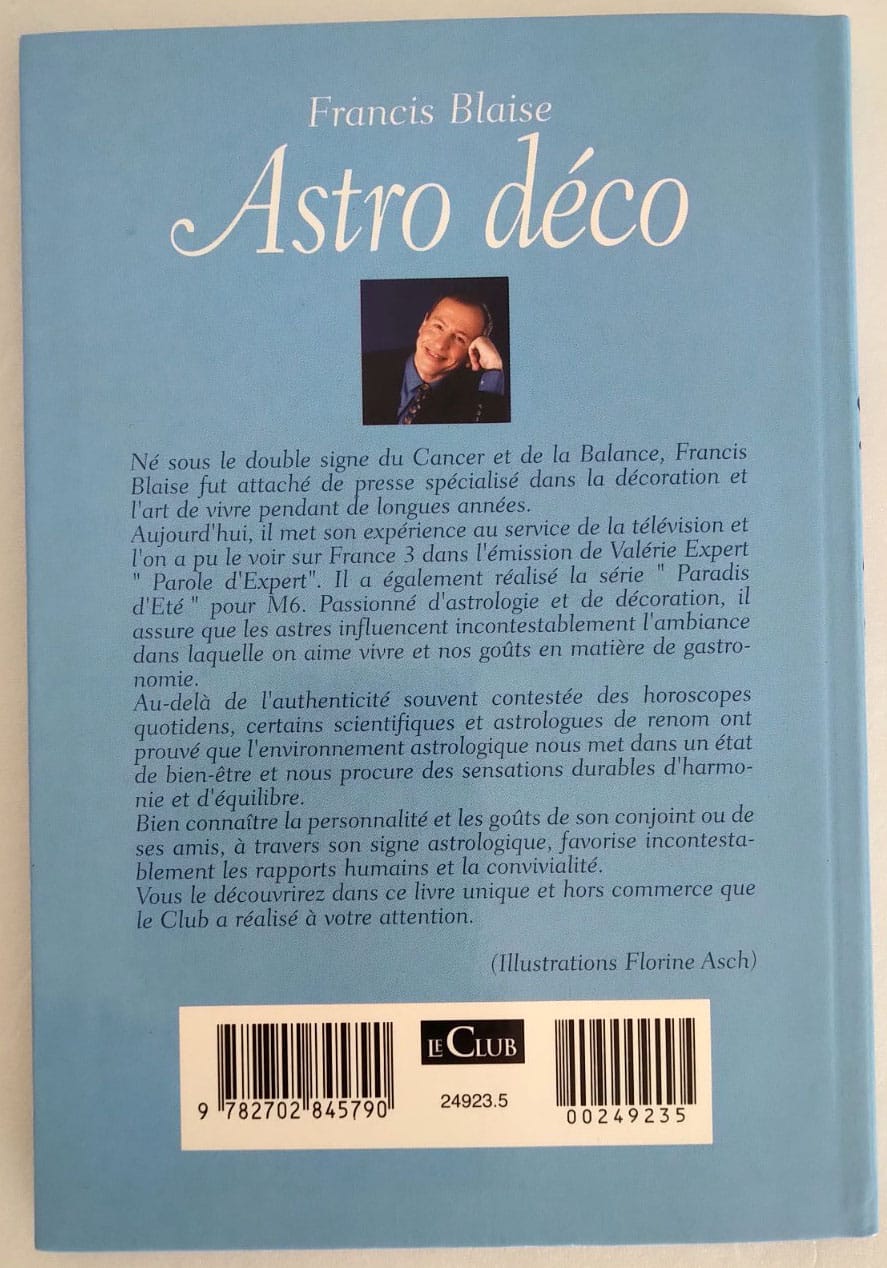 Francis Blaise
Astro déco
Né sous le double signe du Cancer et de la Balance, Francis
Blaise fut attaché de presse spécialisé dans la décoration et
l'art de vivre pendant de longues années.
Aujourd'hui, il met son expérience au service de la télévision et
l'on a pu le voir sur France 3 dans l'émission de Valérie Expert
" Parole d'Expert". Il a également réalisé la série " Paradis
d'Eté " pour M6. Passionné d'astrologie et de décoration, il
assure que les astres influencent incontestablement l'ambiance
dans laquelle on aime vivre et nos goûts en matière de gastro-
nomie.
Au-delà de l'authenticité souvent contestée des horoscopes
quotidens, certains scientifiques et astrologues de renom ont
prouvé que l'environnement astrologique nous met dans un état
de bien-être et nous procure des sensations durables d'harmo-
nie et d'équilibre.
Bien connaître la personnalité et les goûts de son conjoint ou de
ses amis, à travers son signe astrologique, favorise incontesta-
blement les rapports humains et la convivialité.
Vous le découvrirez dans ce livre unique et hors commerce que
le Club a réalisé à votre attention.
(Illustrations Florine Asch)
LE CLUB
24923.5
9 782702 845790
00249235